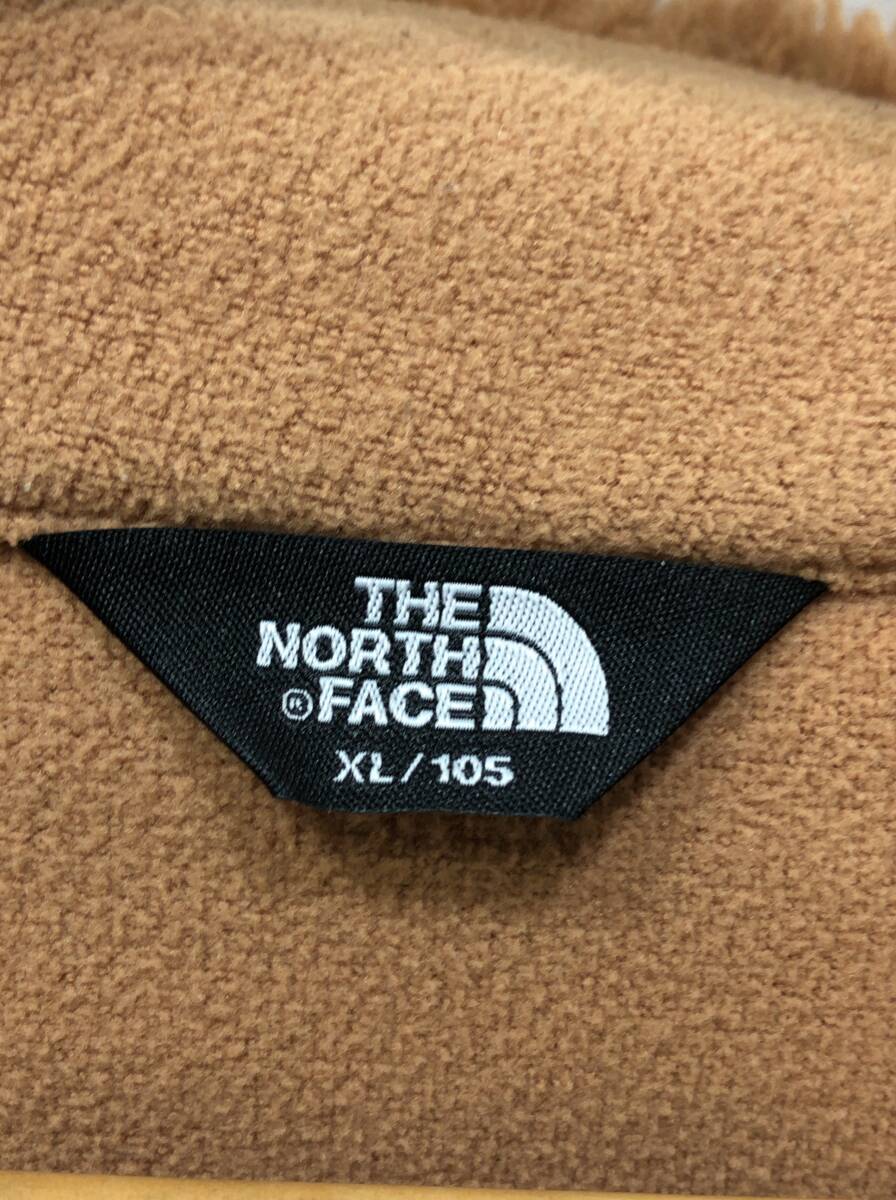 THE
NORTH
® FACE
XL / 105